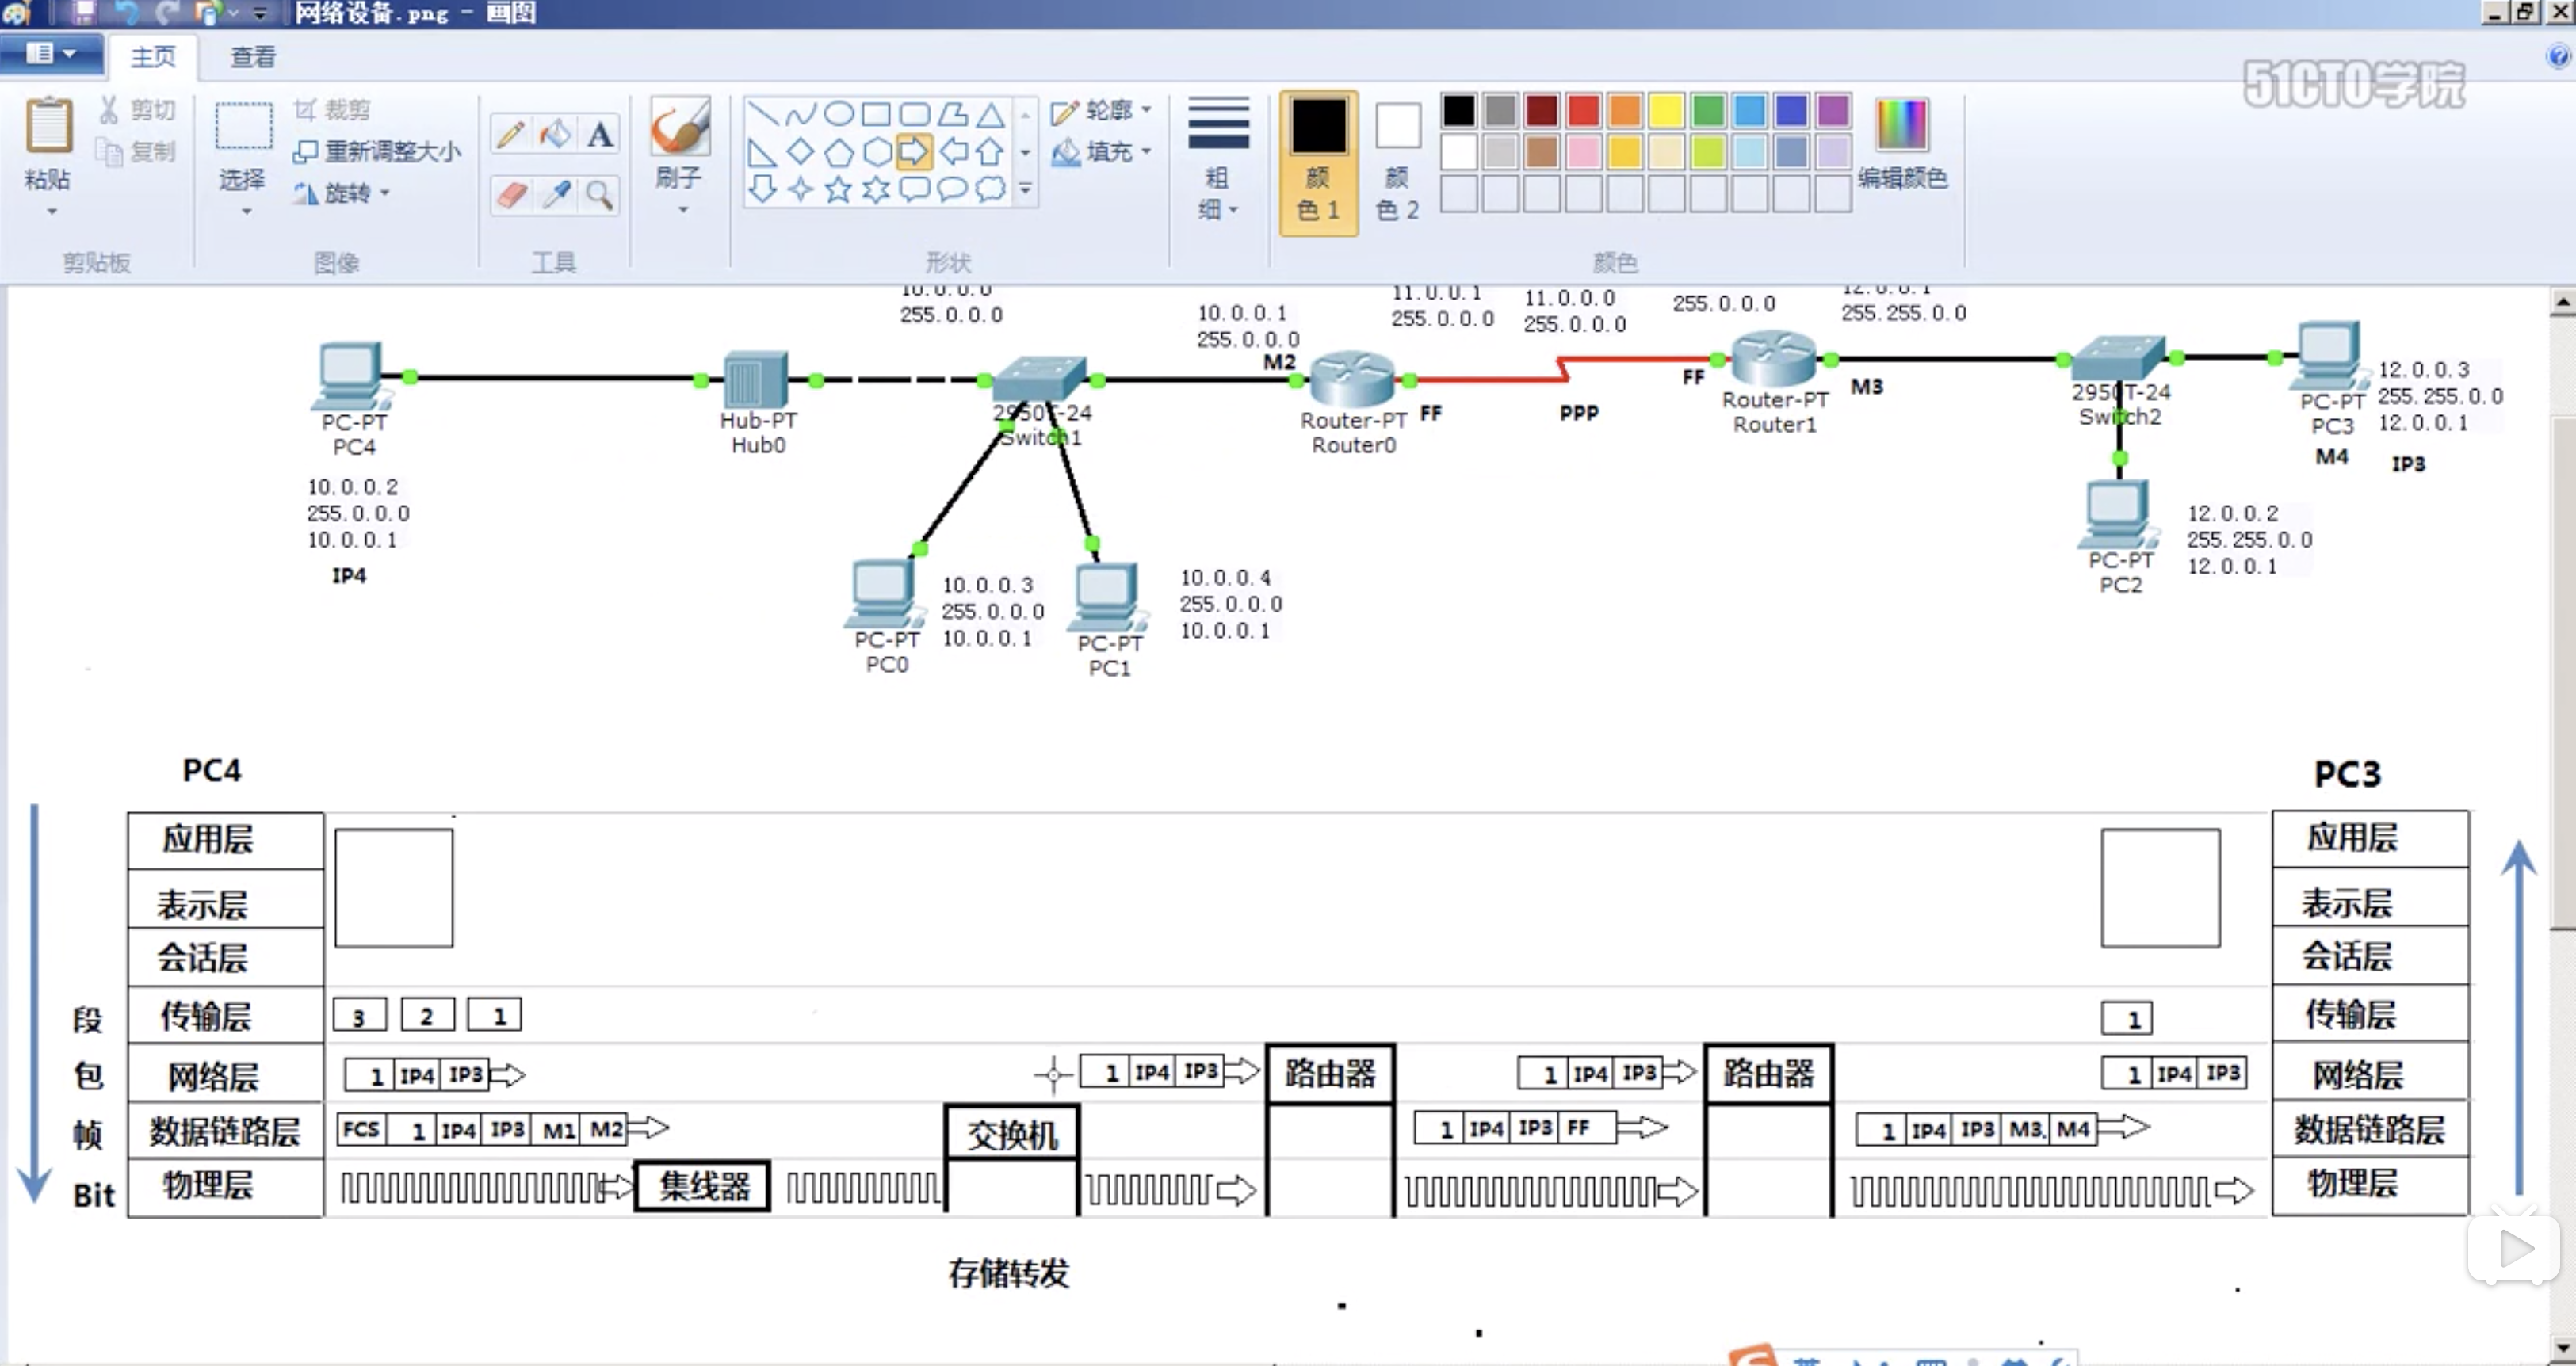 网络设备.png - 画图
主页 查看
51CTO学院
剪切 复制 粘贴 剪贴板
裁剪 重新调整大小 旋转 选择 图像
A
工具
刷子
轮廓 填充 形状
粗细
颜色 1
颜色 2
编辑颜色
颜色
10.0.0.0
255.0.0.0
10.0.0.1
255.0.0.0
M2
11.0.0.1
255.0.0.0
11.0.0.0
255.0.0.0
255.0.0.0
12.0.0.1
255.255.0.0
PC-PT
PC4
10.0.0.2
255.0.0.0
10.0.0.1
IP4
Hub-PT
Hub0
2950T-24
Switch1
Router-PT
Router0
FF
PPP
FF
Router-PT
Router1
M3
2950T-24
Switch2
PC-PT
PC3
M4
12.0.0.3
255.255.0.0
12.0.0.1
IP3
PC-PT
PC0
10.0.0.3
255.0.0.0
10.0.0.1
PC-PT
PC1
10.0.0.4
255.0.0.0
10.0.0.1
PC-PT
PC2
12.0.0.2
255.255.0.0
12.0.0.1
PC4 PC3
应用层 应用层
表示层 表示层
会话层 会话层
段 传输层 3 2 1 1 传输层
包 网络层 1 IP4 IP3 1 IP4 IP3 路由器 1 IP4 IP3 路由器 1 IP4 IP3 网络层
帧 数据链路层 FCS 1 IP4 IP3 M1 M2 交换机 1 IP4 IP3 FF 1 IP4 IP3 M3. M4 数据链路层
Bit 物理层 集线器 物理层
存储转发